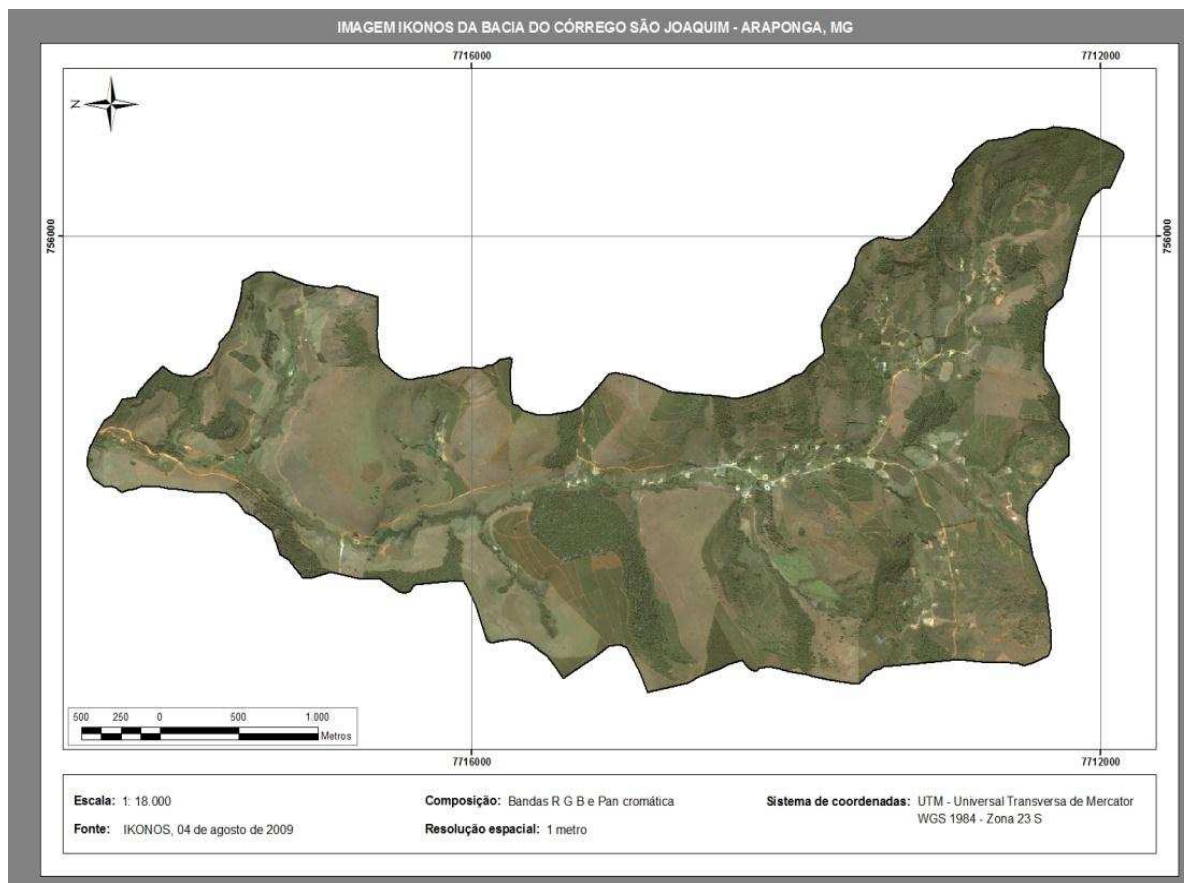 IMAGEM IKONOS DA BACIA DO CÓRREGO SÃO JOAQUIM - ARAPONGA, MG
7716000 7712000
N
756000 756000
500 250 0 500 1.000
Metros
7716000 7712000
Escala: 1: 18.000 Composição: Bandas R G B e Pan cromática Sistema de coordenadas: UTM - Universal Transversa de Mercator
WGS 1984 - Zona 23 S
Fonte: IKONOS, 04 de agosto de 2009 Resolução espacial: 1 metro